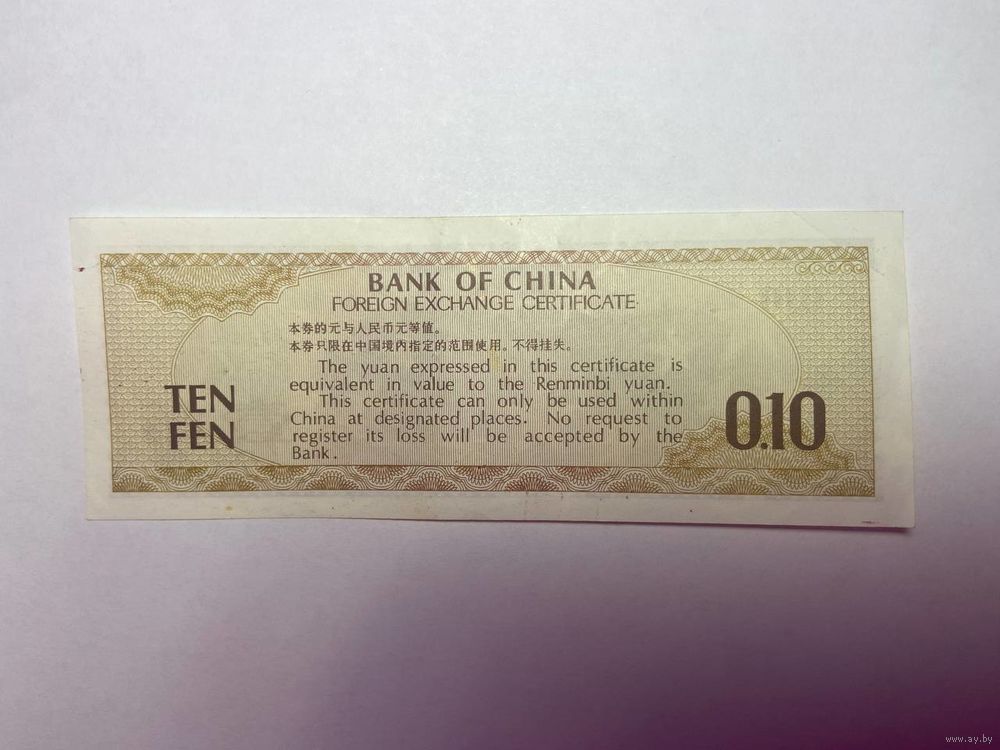 BANK OF CHINA
FOREIGN EXCHANGE CERTIFICATE
本券的元与人民币元等值。
本券只限在中国境内指定的范围使用。不得挂失。
The yuan expressed in this certificate is
equivalent in value to the Renminbi yuan.
This certificate can only be used within
China at designated places. No request to
register its loss will be accepted by the
Bank.
TEN
FEN
0.10
www.ay.by